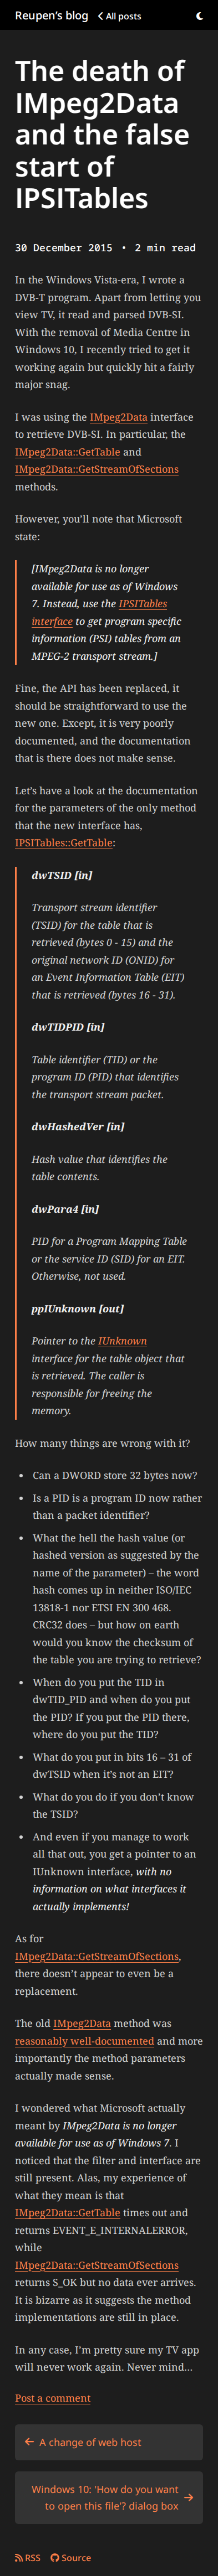 Reupen's blog All posts
The death of
IMpeg2Data
and the false
start of
IPSITables
30 December 2015 • 2 min read
In the Windows Vista-era, I wrote a
DVB-T program. Apart from letting you
view TV, it read and parsed DVB-SI.
With the removal of Media Centre in
Windows 10, I recently tried to get it
working again but quickly hit a fairly
major snag.
I was using the IMpeg2Data interface
to retrieve DVB-SI. In particular, the
IMpeg2Data::GetTable and
IMpeg2Data::GetStreamOfSections
methods.
However, you'll note that Microsoft
state:
[IMpeg2Data is no longer
available for use as of Windows
7. Instead, use the IPSITables
interface to get program specific
information (PSI) tables from an
MPEG-2 transport stream.]
Fine, the API has been replaced, it
should be straightforward to use the
new one. Except, it is very poorly
documented, and the documentation
that is there does not make sense.
Let's have a look at the documentation
for the parameters of the only method
that the new interface has,
IPSITables::GetTable:
dwTSID [in]
Transport stream identifier
(TSID) for the table that is
retrieved (bytes 0 - 15) and the
original network ID (ONID) for
an Event Information Table (EIT)
that is retrieved (bytes 16 - 31).
dwTIDPID [in]
Table identifier (TID) or the
program ID (PID) that identifies
the transport stream packet.
dwHashedVer [in]
Hash value that identifies the
table contents.
dwPara4 [in]
PID for a Program Mapping Table
or the service ID (SID) for an EIT.
Otherwise, not used.
ppIUnknown [out]
Pointer to the IUnknown
interface for the table object that
is retrieved. The caller is
responsible for freeing the
memory.
How many things are wrong with it?
• Can a DWORD store 32 bytes now?
• Is a PID is a program ID now rather
than a packet identifier?
• What the hell the hash value (or
hashed version as suggested by the
name of the parameter) – the word
hash comes up in neither ISO/IEC
13818-1 nor ETSI EN 300 468.
CRC32 does – but how on earth
would you know the checksum of
the table you are trying to retrieve?
• When do you put the TID in
dwTID_PID and when do you put
the PID? If you put the PID there,
where do you put the TID?
• What do you put in bits 16 – 31 of
dwTSID when it's not an EIT?
• What do you do if you don't know
the TSID?
• And even if you manage to work
all that out, you get a pointer to an
IUnknown interface, with no
information on what interfaces it
actually implements!
As for
IMpeg2Data::GetStreamOfSections,
there doesn't appear to even be a
replacement.
The old IMpeg2Data method was
reasonably well-documented and more
importantly the method parameters
actually made sense.
I wondered what Microsoft actually
meant by IMpeg2Data is no longer
available for use as of Windows 7. I
noticed that the filter and interface are
still present. Alas, my experience of
what they mean is that
IMpeg2Data::GetTable times out and
returns EVENT_E_INTERNALERROR,
while
IMpeg2Data::GetStreamOfSections
returns S_OK but no data ever arrives.
It is bizarre as it suggests the method
implementations are still in place.
In any case, I'm pretty sure my TV app
will never work again. Never mind…
Post a comment
A change of web host
Windows 10: 'How do you want
to open this file'? dialog box
RSS Source